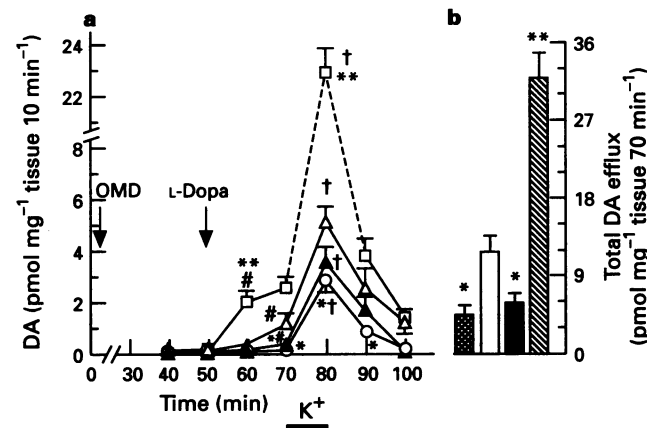 a
b
24
22
8
6
4
2
0
DA (pmol mg⁻¹ tissue 10 min⁻¹)
OMD
L-Dopa
†
**
†
**
#
†
#
*#
*
*†
*
0 30 40 50 60 70 80 90 100
Time (min)
K⁺
*
*
**
36
27
18
9
0
Total DA efflux
(pmol mg⁻¹ tissue 70 min⁻¹)